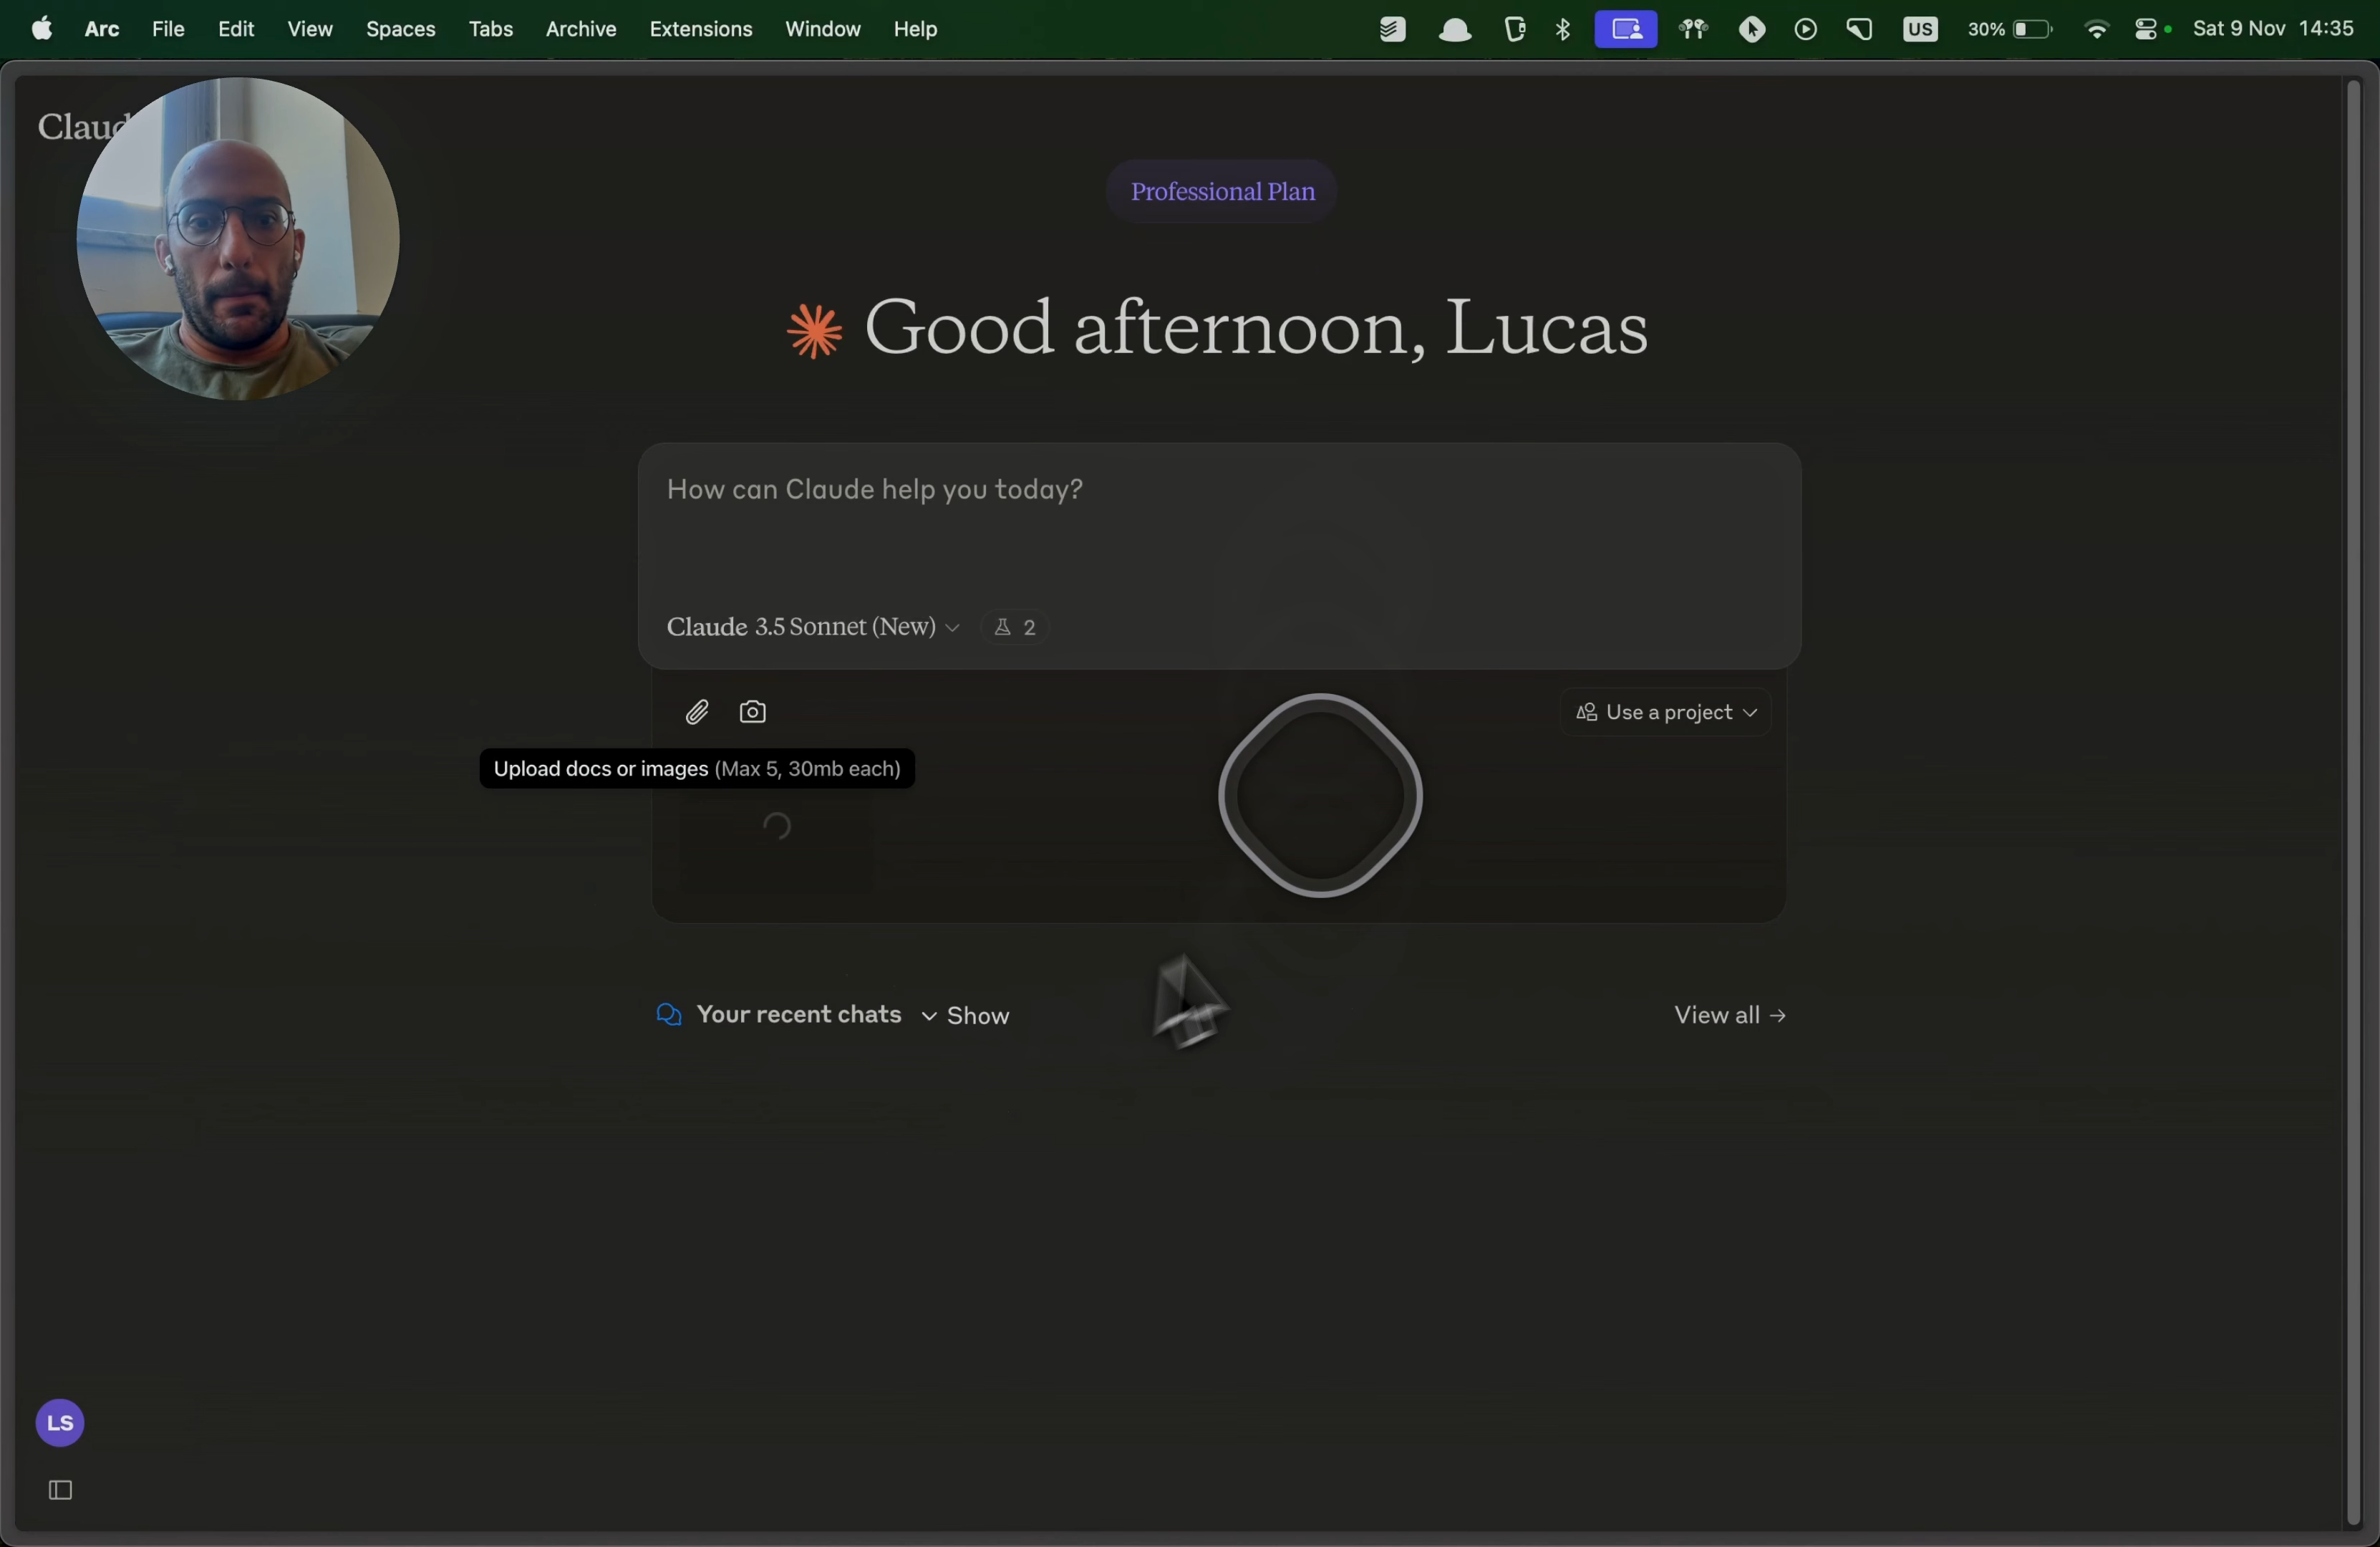 Arc File Edit View Spaces Tabs Archive Extensions Window Help US 30% Sat 9 Nov 14:35
Claud
Professional Plan
Good afternoon, Lucas
How can Claude help you today?
Claude 3.5 Sonnet (New) 2
Use a project
Upload docs or images (Max 5, 30mb each)
Your recent chats Show View all →
LS